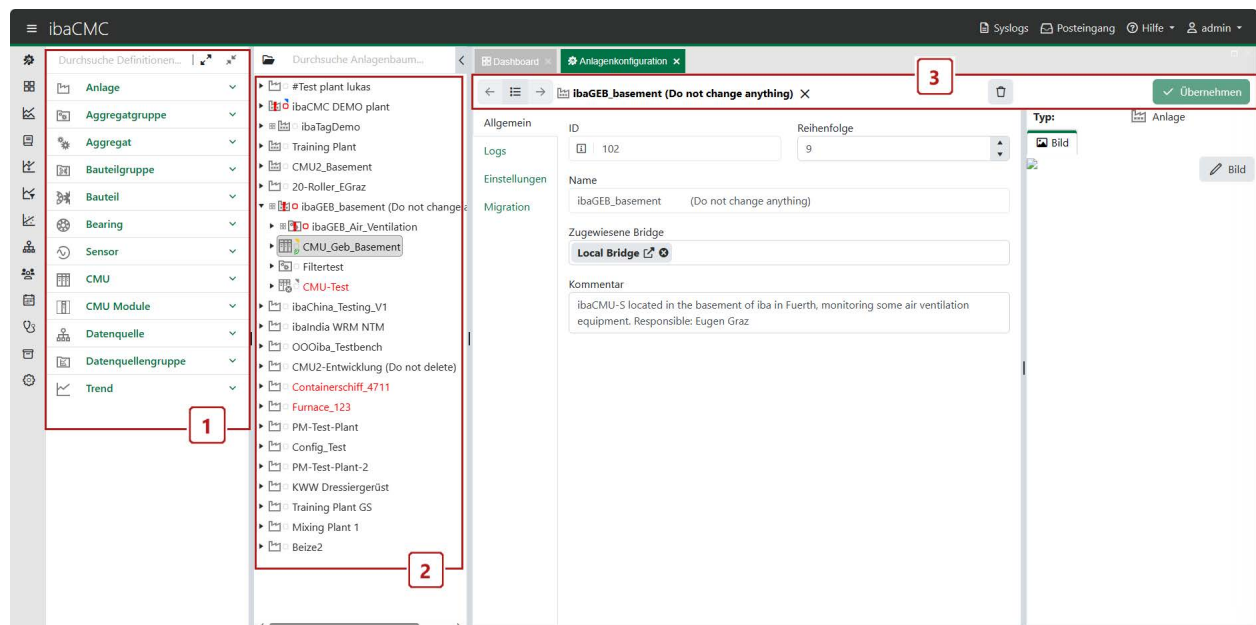 ibaCMC
Syslogs Posteingang Hilfe admin
Durchsuche Definitionen...
Anlage
Aggregatgruppe
Aggregat
Bauteilgruppe
Bauteil
Bearing
Sensor
CMU
CMU Module
Datenquelle
Datenquellengruppe
Trend
1
Durchsuche Anlagenbaum...
#Test plant lukas
ibaCMC DEMO plant
ibaTagDemo
Training Plant
CMU2_Basement
20-Roller_EGraz
ibaGEB_basement (Do not change a
ibaGEB_Air_Ventilation
CMU_Geb_Basement
Filtertest
CMU-Test
ibaChina_Testing_V1
ibaIndia WRM NTM
OOOiba_Testbench
CMU2-Entwicklung (Do not delete)
Containerschiff_4711
Furnace_123
PM-Test-Plant
Config_Test
PM-Test-Plant-2
KWW Dressiergerüst
Training Plant GS
Mixing Plant 1
Beize2
2
Dashboard Anlagenkonfiguration
3
ibaGEB_basement (Do not change anything)
Übernehmen
Allgemein
Logs
Einstellungen
Migration
ID Reihenfolge
102 9
Name
ibaGEB_basement (Do not change anything)
Zugewiesene Bridge
Local Bridge
Kommentar
ibaCMU-S located in the basement of iba in Fuerth, monitoring some air ventilation
equipment. Responsible: Eugen Graz
Typ: Anlage
Bild
Bild